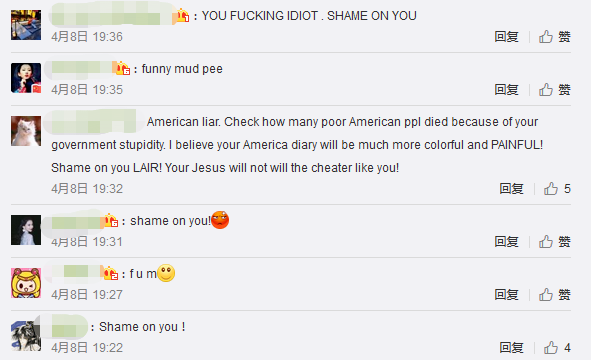 : YOU FUCKING IDIOT . SHAME ON YOU
4月8日 19:36 回复 赞
: funny mud pee
4月8日 19:35 回复 赞
American liar. Check how many poor American ppl died because of your
government stupidity. I believe your America diary will be much more colorful and PAINFUL!
Shame on you LAIR! Your Jesus will not will the cheater like you!
4月8日 19:32 回复 5
: shame on you!
4月8日 19:31 回复 赞
: f u m
4月8日 19:27 回复 赞
: Shame on you !
4月8日 19:22 回复 4